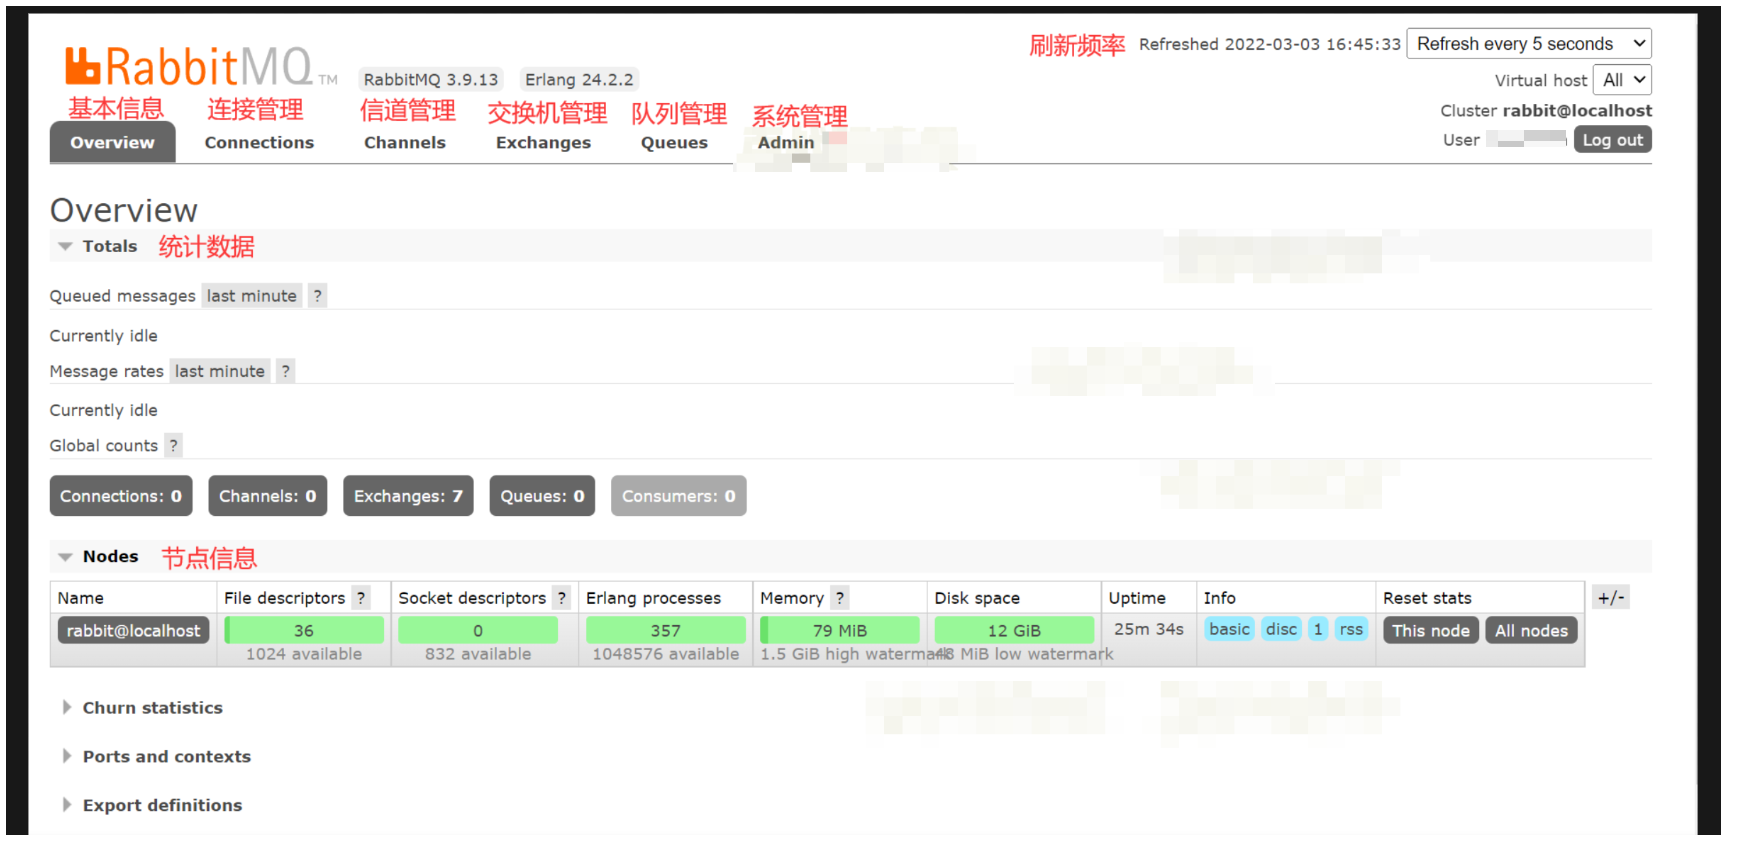 刷新频率 Refreshed 2022-03-03 16:45:33 Refresh every 5 seconds
RabbitMQ TM RabbitMQ 3.9.13 Erlang 24.2.2
Virtual host All
Cluster rabbit@localhost
User Log out
基本信息 连接管理 信道管理 交换机管理 队列管理 系统管理
Overview Connections Channels Exchanges Queues Admin
Overview
Totals 统计数据
Queued messages last minute ?
Currently idle
Message rates last minute ?
Currently idle
Global counts ?
Connections: 0 Channels: 0 Exchanges: 7 Queues: 0 Consumers: 0
Nodes 节点信息
Name File descriptors ? Socket descriptors ? Erlang processes Memory ? Disk space Uptime Info Reset stats +/-
rabbit@localhost 36 0 357 79 MiB 12 GiB 25m 34s basic disc 1 rss This node All nodes
1024 available 832 available 1048576 available 1.5 GiB high watermark 48 MiB low watermark
Churn statistics
Ports and contexts
Export definitions